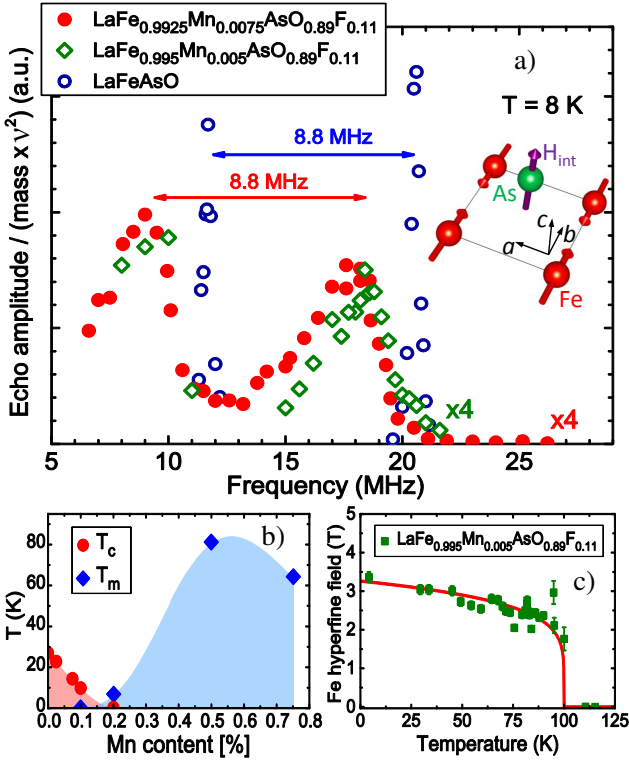 LaFe0.9925Mn0.0075AsO0.89F0.11
LaFe0.995Mn0.005AsO0.89F0.11
LaFeAsO
a)
T = 8 K
8.8 MHz
8.8 MHz
Hint
As
c
a
b
Fe
x4
x4
Echo amplitude / (mass x ν²) (a.u.)
5 10 15 20 25
Frequency (MHz)
Tc
Tm
b)
T (K)
80
60
40
20
0
0.0 0.1 0.2 0.3 0.4 0.5 0.6 0.7 0.8
Mn content [%]
LaFe0.995Mn0.005AsO0.89F0.11
c)
Fe hyperfine field (T)
5
4
3
2
1
0
0 25 50 75 100 125
Temperature (K)